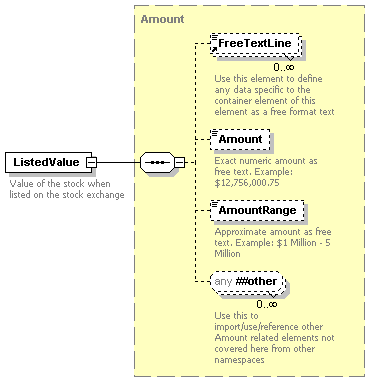 Amount
FreeTextLine
0..∞
Use this element to define
any data specific to the
container element of this
element as a free format text
ListedValue
Value of the stock when
listed on the stock exchange
Amount
Exact numeric amount as
free text. Example:
$12,756,000.75
AmountRange
Approximate amount as free
text. Example: $1 Million - 5
Million
any ##other
0..∞
Use this to
import/use/reference other
Amount related elements not
covered here from other
namespaces